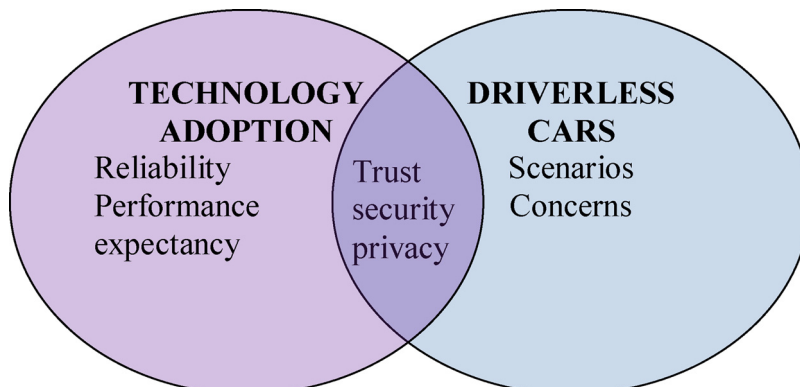 TECHNOLOGY
ADOPTION
Reliability
Performance
expectancy
Trust
security
privacy
DRIVERLESS
CARS
Scenarios
Concerns